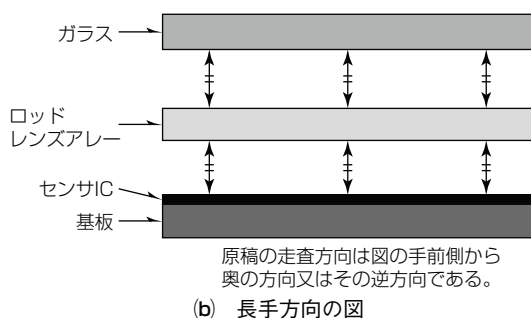 ガラス
ロッド
レンズアレー
センサIC
基板
原稿の走査方向は図の手前側から
奥の方向又はその逆方向である。
(b) 長手方向の図